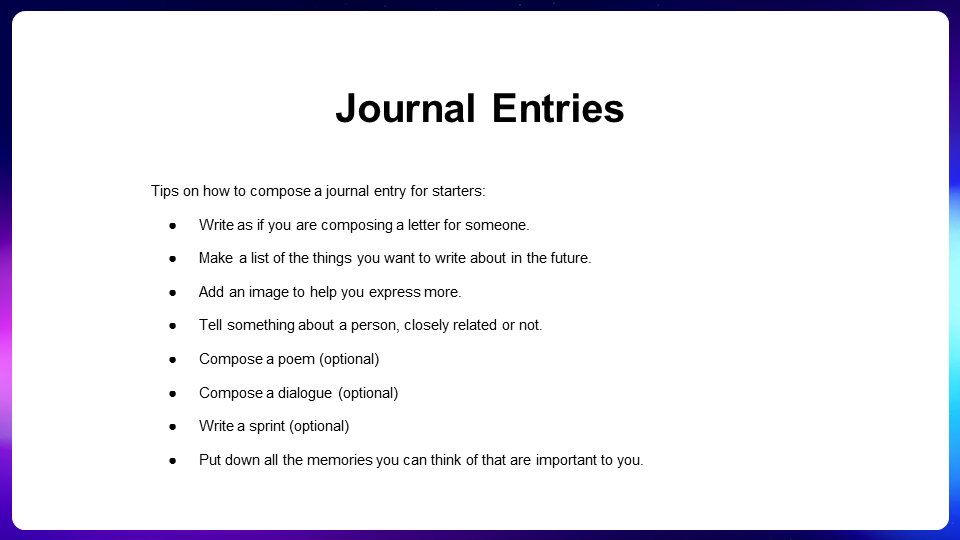 Journal Entries
Tips on how to compose a journal entry for starters:
● Write as if you are composing a letter for someone.
● Make a list of the things you want to write about in the future.
● Add an image to help you express more.
● Tell something about a person, closely related or not.
● Compose a poem (optional)
● Compose a dialogue (optional)
● Write a sprint (optional)
● Put down all the memories you can think of that are important to you.